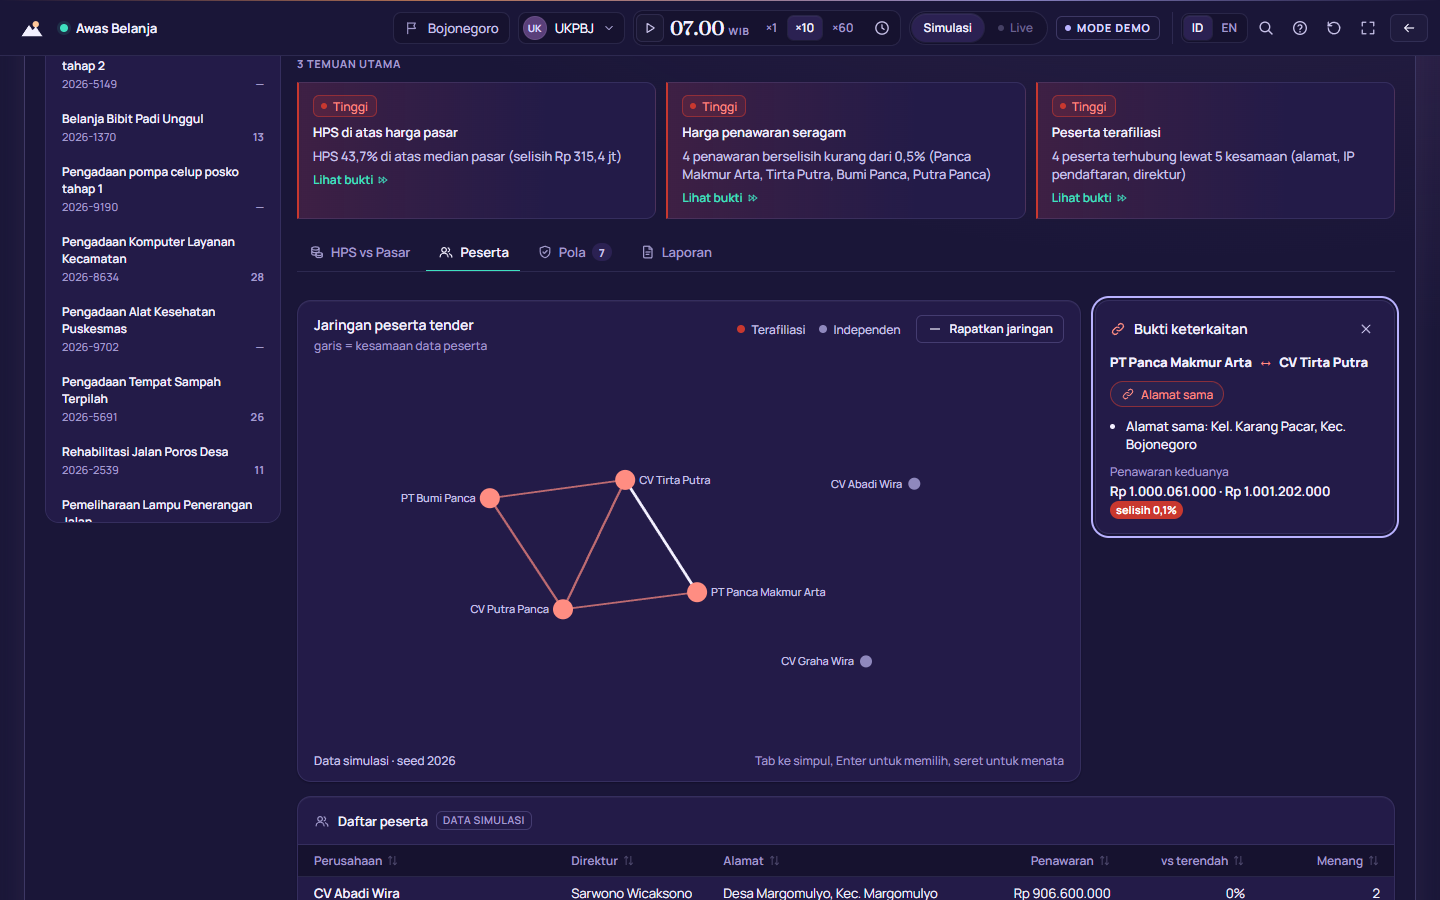 Awas Belanja
Bojonegoro
UK UKPBJ
07.00 WIB
×1 ×10 ×60
Simulasi Live
MODE DEMO
ID EN
tahap 2
2026-5149 —
Belanja Bibit Padi Unggul
2026-1370 13
Pengadaan pompa celup posko
tahap 1
2026-9190 —
Pengadaan Komputer Layanan
Kecamatan
2026-8634 28
Pengadaan Alat Kesehatan
Puskesmas
2026-9702 —
Pengadaan Tempat Sampah
Terpilah
2026-5691 26
Rehabilitasi Jalan Poros Desa
2026-2539 11
Pemeliharaan Lampu Penerangan
Jalan
3 TEMUAN UTAMA
Tinggi
HPS di atas harga pasar
HPS 43,7% di atas median pasar (selisih Rp 315,4 jt)
Lihat bukti
Tinggi
Harga penawaran seragam
4 penawaran berselisih kurang dari 0,5% (Panca
Makmur Arta, Tirta Putra, Bumi Panca, Putra Panca)
Lihat bukti
Tinggi
Peserta terafiliasi
4 peserta terhubung lewat 5 kesamaan (alamat, IP
pendaftaran, direktur)
Lihat bukti
HPS vs Pasar
Peserta
Pola 7
Laporan
Jaringan peserta tender
garis = kesamaan data peserta
Terafiliasi
Independen
Rapatkan jaringan
CV Tirta Putra
PT Bumi Panca
CV Abadi Wira
PT Panca Makmur Arta
CV Putra Panca
CV Graha Wira
Data simulasi · seed 2026
Tab ke simpul, Enter untuk memilih, seret untuk menata
Bukti keterkaitan
PT Panca Makmur Arta ↔ CV Tirta Putra
Alamat sama
• Alamat sama: Kel. Karang Pacar, Kec.
Bojonegoro
Penawaran keduanya
Rp 1.000.061.000 · Rp 1.001.202.000
selisih 0,1%
Daftar peserta DATA SIMULASI
Perusahaan Direktur Alamat Penawaran vs terendah Menang
CV Abadi Wira Sarwono Wicaksono Desa Margomulyo, Kec. Margomulyo Rp 906.600.000 0% 2